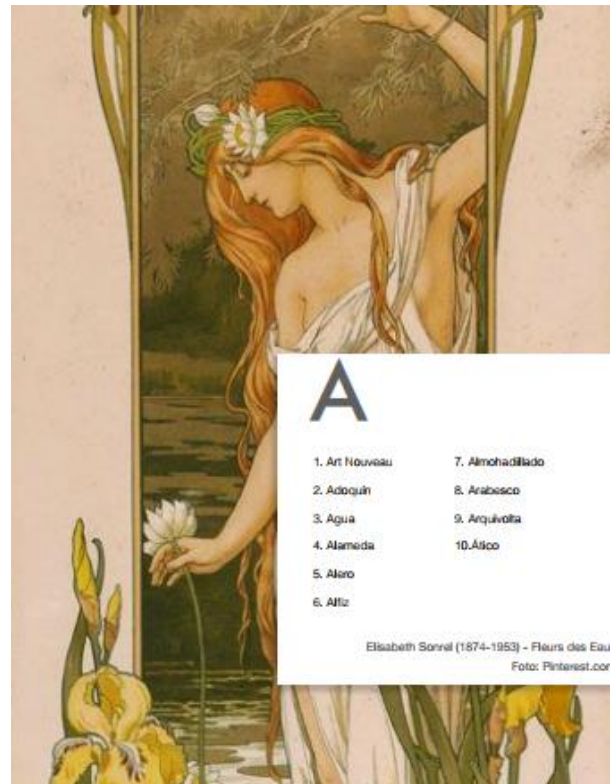 A
1. Art Nouveau
2. Adoquín
3. Agua
4. Alameda
5. Alero
6. Alfiz
7. Almohadillado
8. Arabesco
9. Arquivolta
10.Ático
Elisabeth Sonrel (1874-1953) - Fleurs des Eau
Foto: Pinterest.com